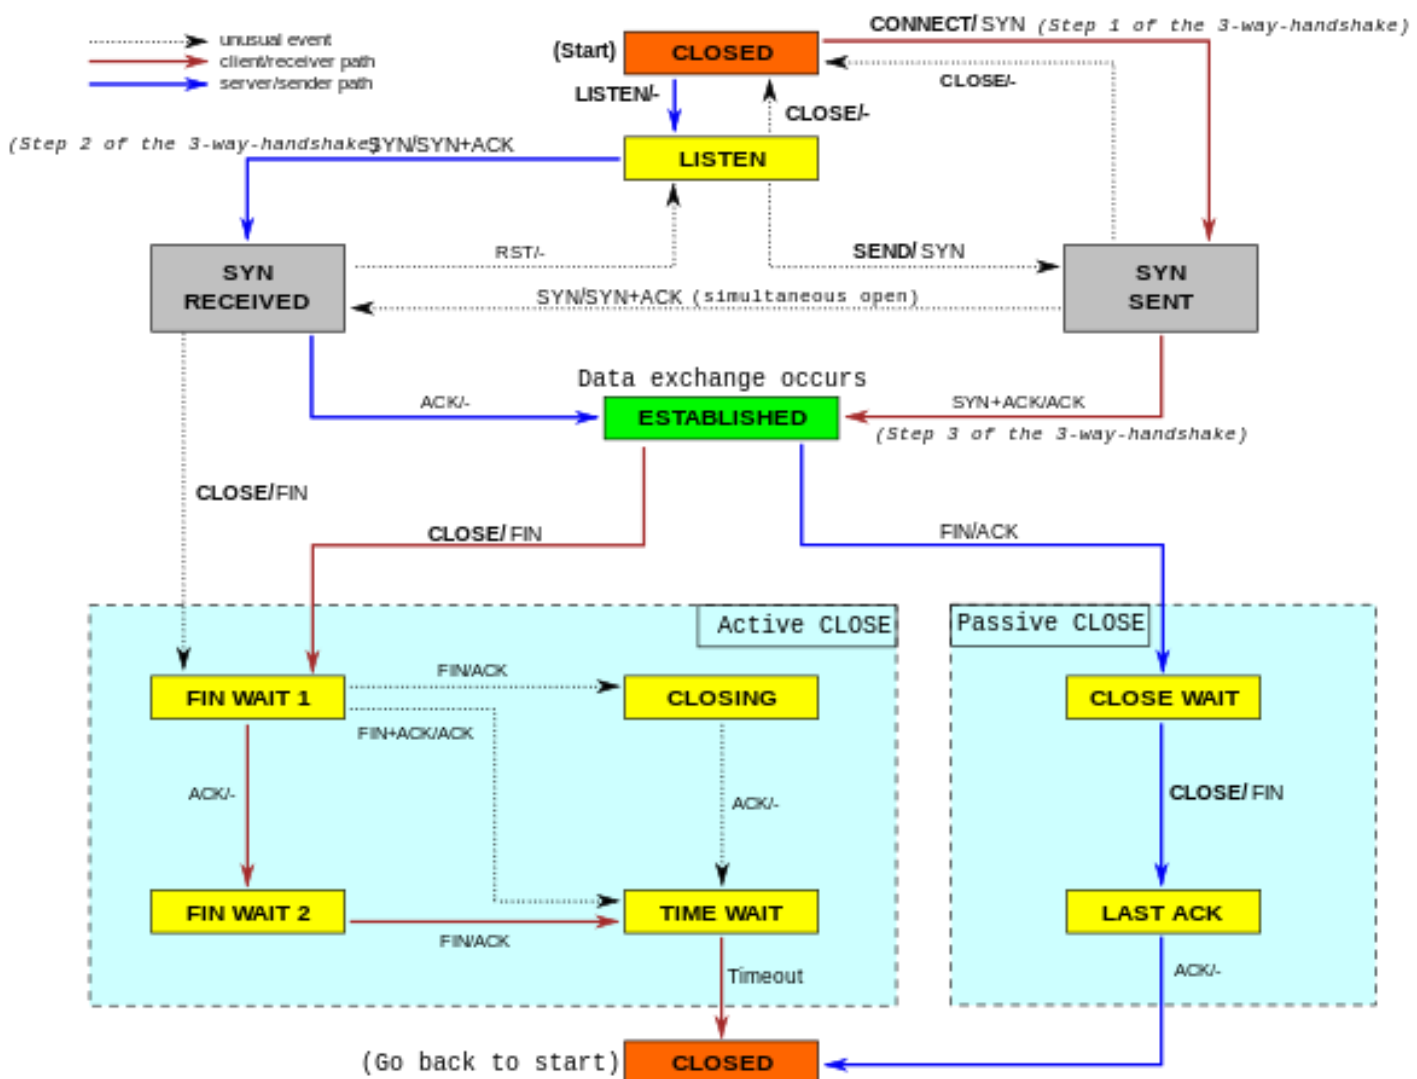 CONNECT/ SYN (Step 1 of the 3-way-handshake)
unusual event
client/receiver path
server/sender path
(Start) CLOSED
CLOSE/-
LISTEN/-
CLOSE/-
(Step 2 of the 3-way-handshake) SYN/SYN+ACK
LISTEN
RST/-
SEND/ SYN
SYN
RECEIVED
SYN
SENT
SYN/SYN+ACK (simultaneous open)
Data exchange occurs
ACK/-
ESTABLISHED
SYN+ACK/ACK
(Step 3 of the 3-way-handshake)
CLOSE/ FIN
CLOSE/ FIN
FIN/ACK
Active CLOSE
Passive CLOSE
FIN/ACK
FIN WAIT 1
CLOSING
CLOSE WAIT
FIN+ACK/ACK
ACK/-
ACK/-
CLOSE/ FIN
FIN WAIT 2
TIME WAIT
LAST ACK
FIN/ACK
Timeout
ACK/-
(Go back to start) CLOSED